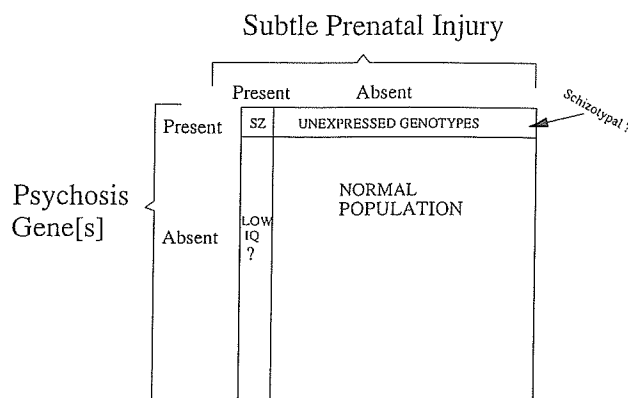 Subtle Prenatal Injury
Present Absent
Schizotypal ?
Present SZ UNEXPRESSED GENOTYPES
Psychosis
Gene[s]
NORMAL
POPULATION
Absent
LOW
IQ
?